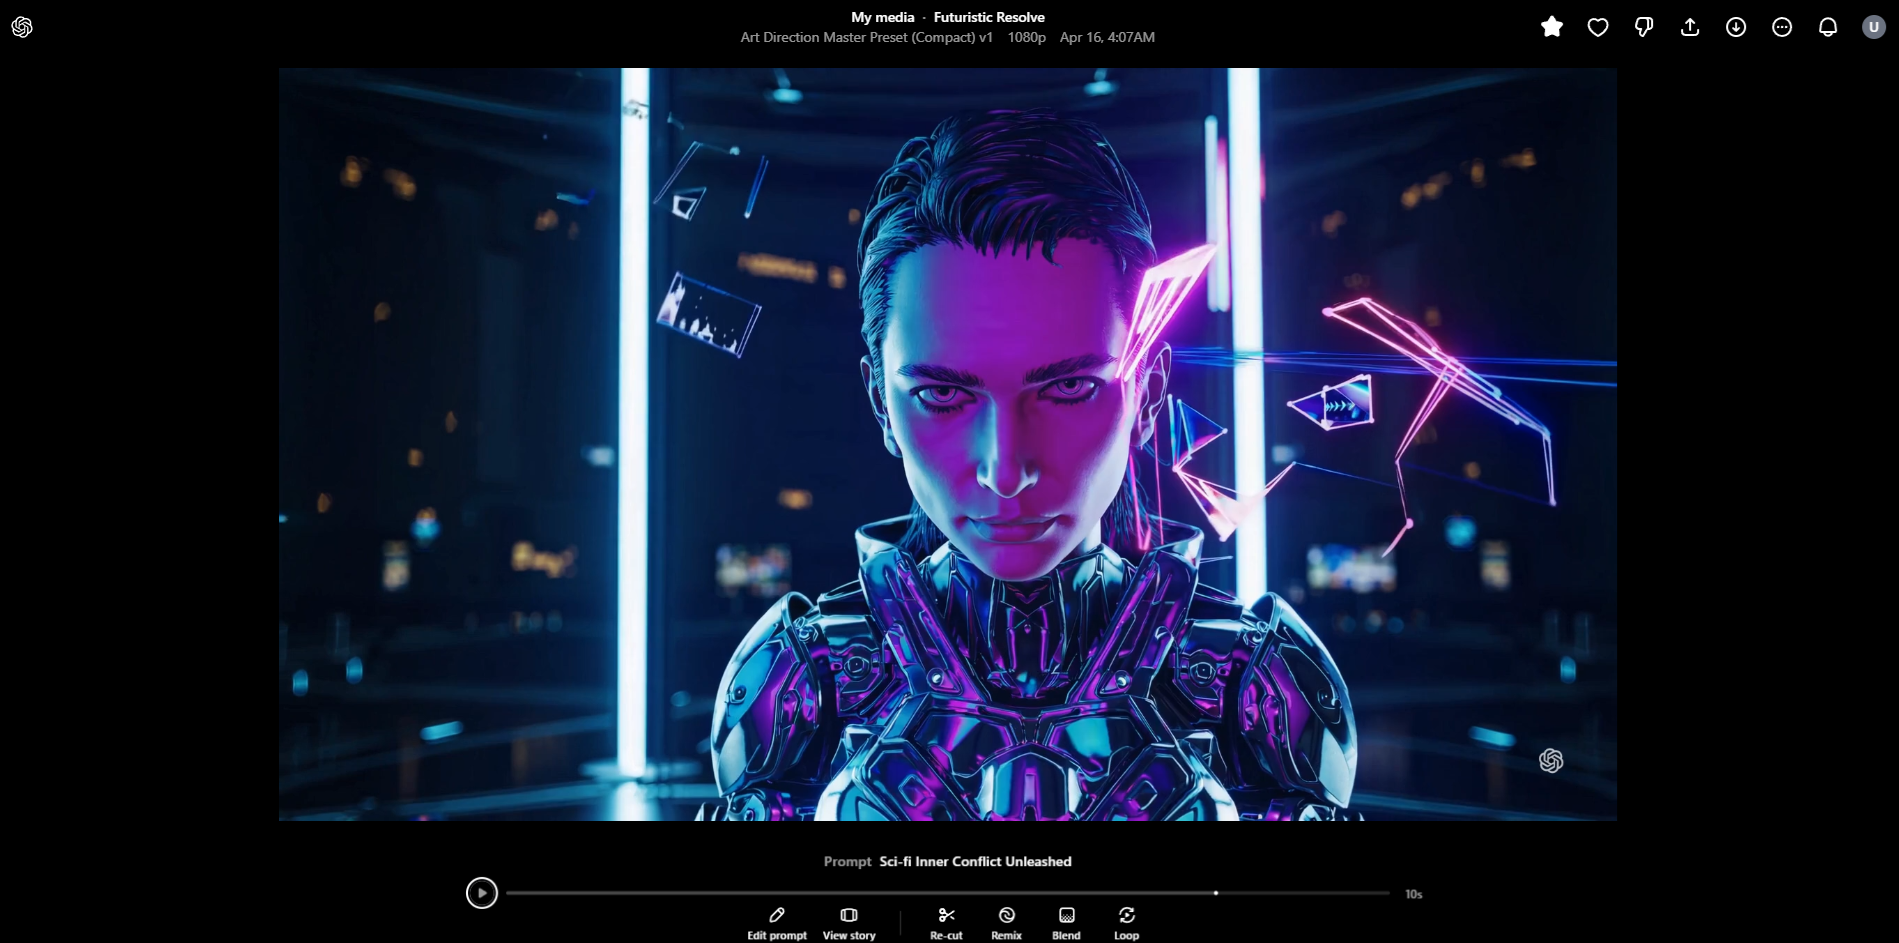 My media · Futuristic Resolve
Art Direction Master Preset (Compact) v1 1080p Apr 16, 4:07AM
U
Prompt Sci-fi Inner Conflict Unleashed
10s
Edit prompt View story Re-cut Remix Blend Loop